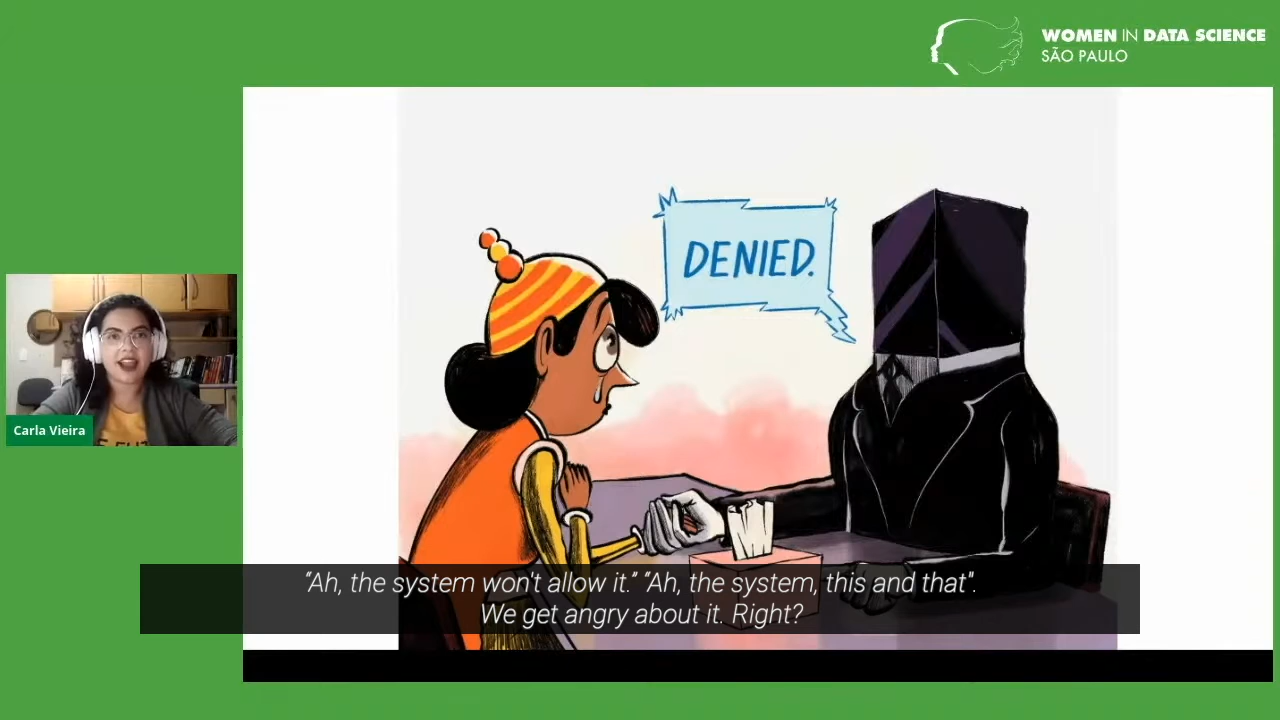 WOMEN IN DATA SCIENCE
SÃO PAULO
DENIED.
Carla Vieira
“Ah, the system won't allow it.” “Ah, the system, this and that".
We get angry about it. Right?